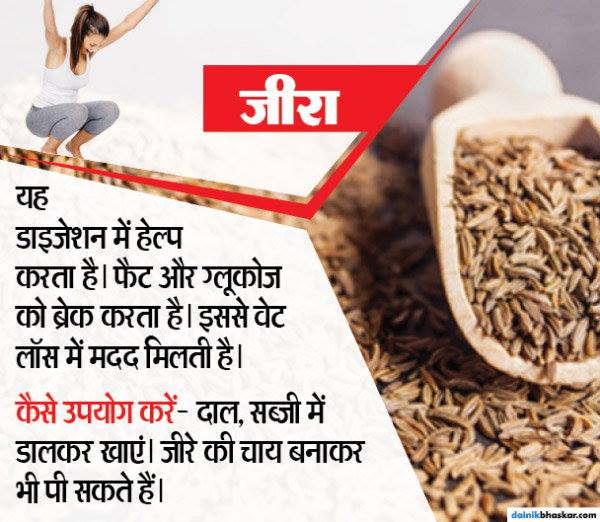 जीरा
यह
डाइजेशन में हेल्प
करता है। फैट और ग्लूकोज
को ब्रेक करता है। इससे वेट
लॉस में मदद मिलती है।
कैसे उपयोग करें- दाल, सब्जी में
डालकर खाएं। जीरे की चाय बनाकर
भी पी सकते हैं।
dainikbhaskar.com